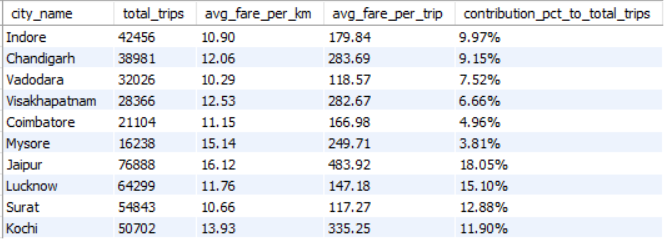 city_name total_trips avg_fare_per_km avg_fare_per_trip contribution_pct_to_total_trips
Indore 42456 10.90 179.84 9.97%
Chandigarh 38981 12.06 283.69 9.15%
Vadodara 32026 10.29 118.57 7.52%
Visakhapatnam 28366 12.53 282.67 6.66%
Coimbatore 21104 11.15 166.98 4.96%
Mysore 16238 15.14 249.71 3.81%
Jaipur 76888 16.12 483.92 18.05%
Lucknow 64299 11.76 147.18 15.10%
Surat 54843 10.66 117.27 12.88%
Kochi 50702 13.93 335.25 11.90%